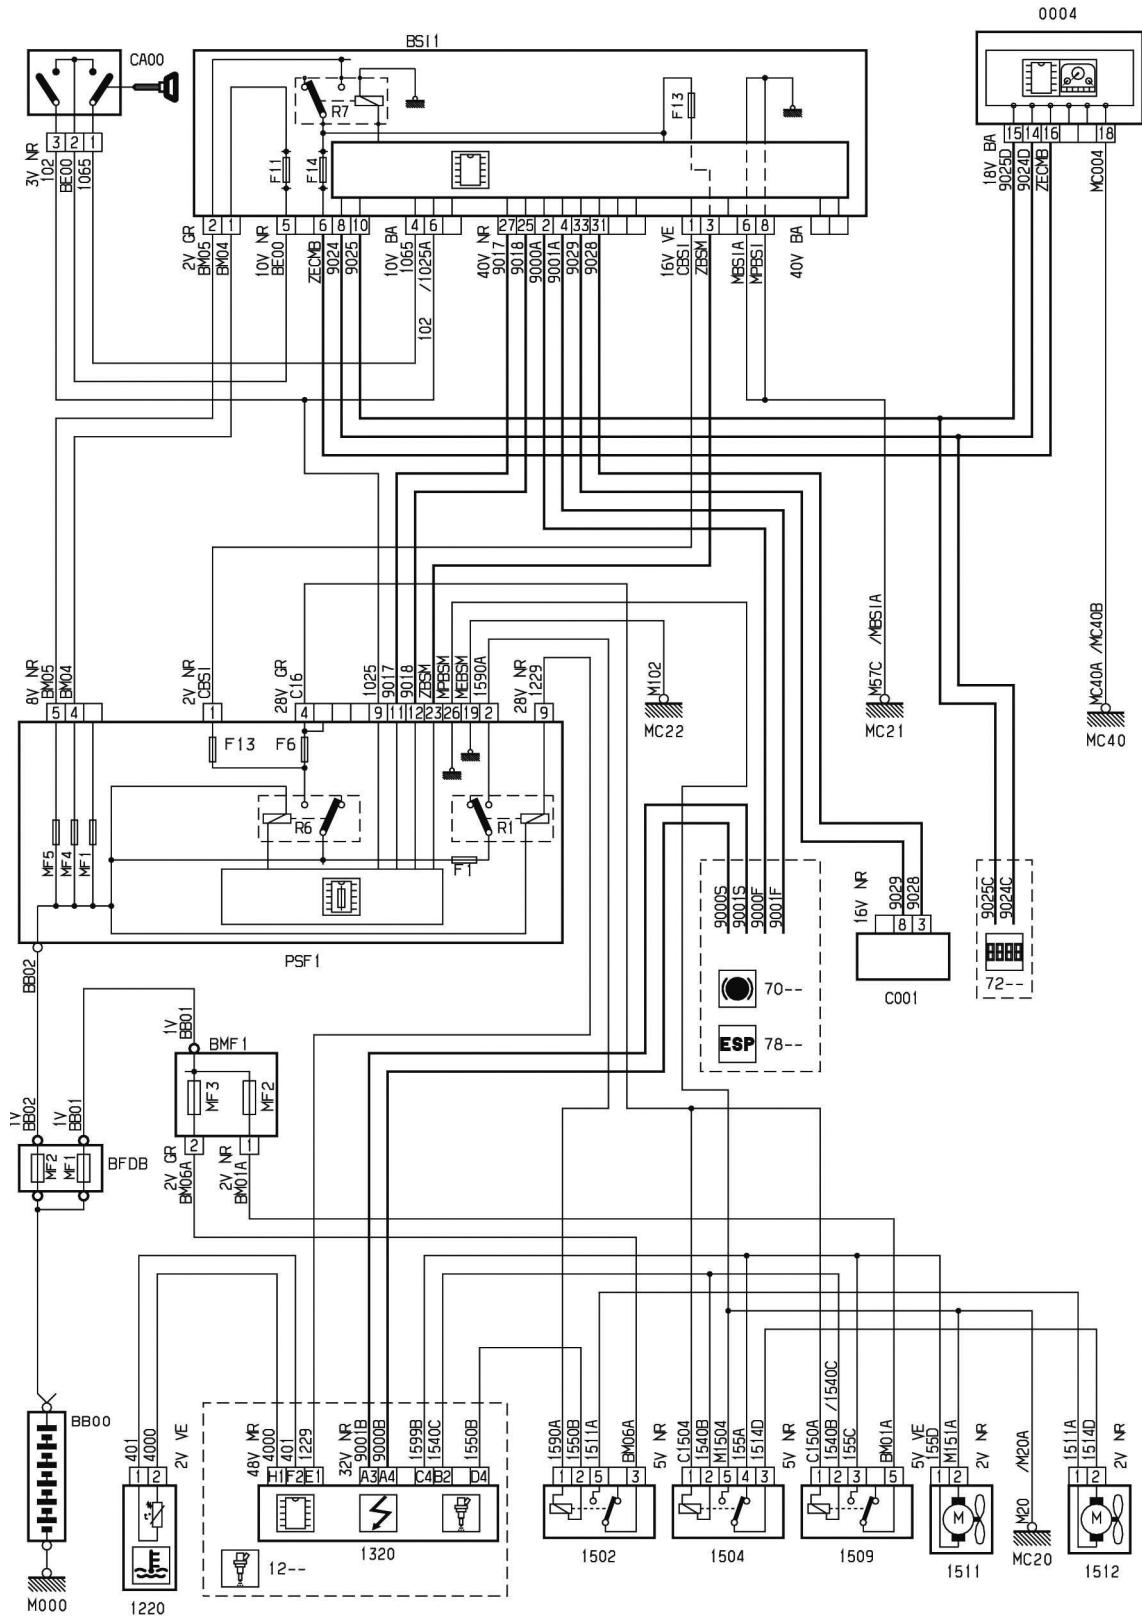 0004
CA00
BSI1
R7
F13
F11
F14
3 2 1
3V NR
102
BE00
1065
15 14 16 18
18V BA
9025D
9024D
ZECMB
MC004
2 1
5
6 8 10
4 6
27 25 2 4 33 31
1 3
6 8
2V GR
BM05
BM04
10V NR
BE00
ZECMB
9024
9025
10V BA
1065
/1025A
102
40V NR
9017
9018
9000A
9001A
9029
9028
16V VE
CBSI
ZBSM
MBSIA
MPBSI
40V BA
8V NR
BM05
BM04
2V NR
CBSI
28V GR
C16
1025
9017
9018
ZBSM
MPBSM
MEBSM
1590A
28V NR
1229
M102
MC22
M57C /MBSIA
MC21
MC40A /MC40B
MC40
5 4
1
4
9 11 12 23 26 19 2
9
F13
F6
R6
R1
F1
MF5
MF4
MF1
PSF1
BB02
9000S
9001S
9000F
9001F
70--
ESP 78--
16V NR
9029
9028
8 3
C001
9025C
9024C
8888
72--
1V
BB01
BMF1
MF3
MF2
2 1
2V GR
BM06A
2V NR
BM01A
1V
BB02
1V
BB01
MF2
MF1
BFDB
BB00
M000
401
4000
2V VE
1 2
1220
48V MR
4000
401
1229
32V NR
9001B
9000B
1599B
1540C
1550B
H1 F2 E1
A3 A4
C4 B2 D4
1320
12--
1590A
1550B
1511A
BM06A
5V NR
1 2 5 3
1502
C1504
1540B
M1504
155A
1514D
5V NR
1 2 5 4 3
1504
C150A
1540B /1540C
155C
BM01A
5V VE
1 2 3 5
1509
155D
M151A
2V NR
1 2
M
1511
M20 /M20A
MC20
1511A
1514D
2V NR
1 2
M
1512